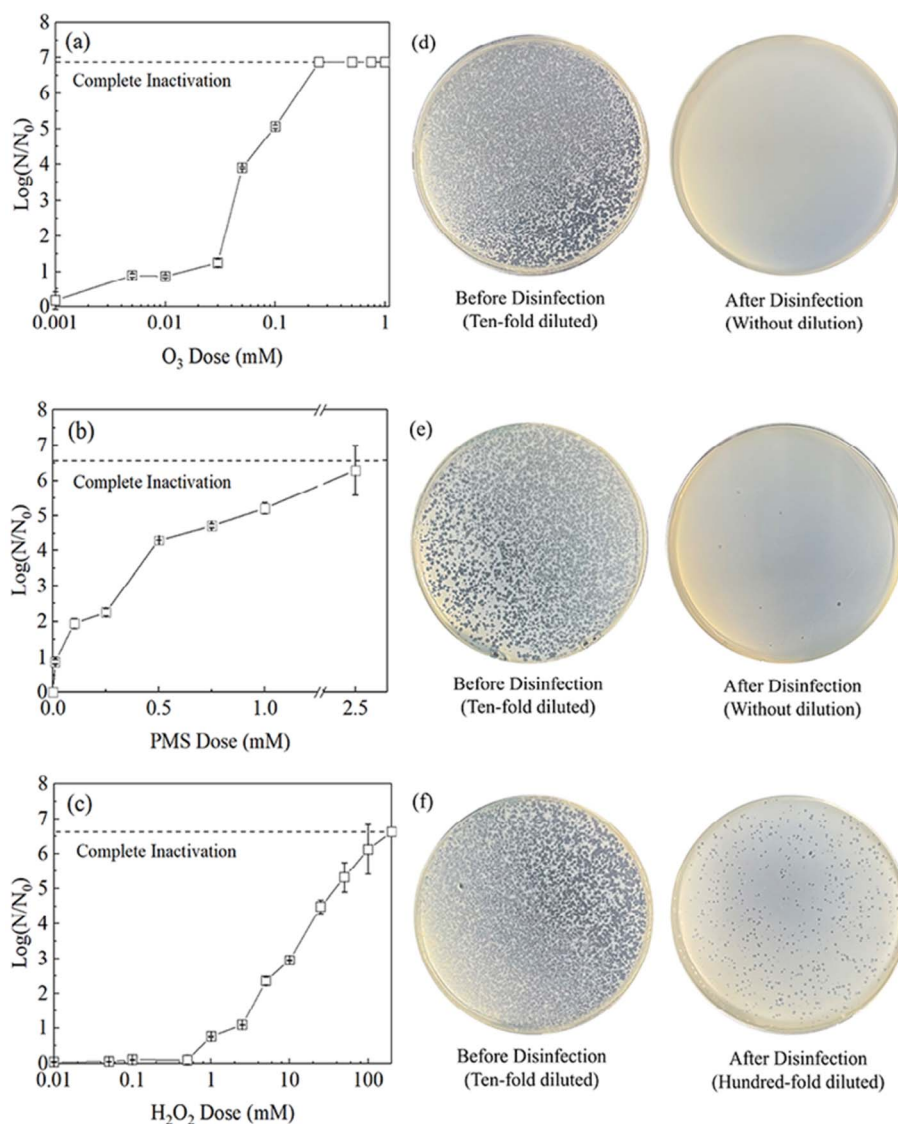 (a)
8
7
6
5
4
3
2
1
0
Log(N/N₀)
Complete Inactivation
0.001 0.01 0.1 1
O₃ Dose (mM)
(d)
Before Disinfection
(Ten-fold diluted)
After Disinfection
(Without dilution)
(b)
8
7
6
5
4
3
2
1
0
Log(N/N₀)
Complete Inactivation
0.0 0.5 1.0 2.5
PMS Dose (mM)
(e)
Before Disinfection
(Ten-fold diluted)
After Disinfection
(Without dilution)
(c)
8
7
6
5
4
3
2
1
0
Log(N/N₀)
Complete Inactivation
0.01 0.1 1 10 100
H₂O₂ Dose (mM)
(f)
Before Disinfection
(Ten-fold diluted)
After Disinfection
(Hundred-fold diluted)